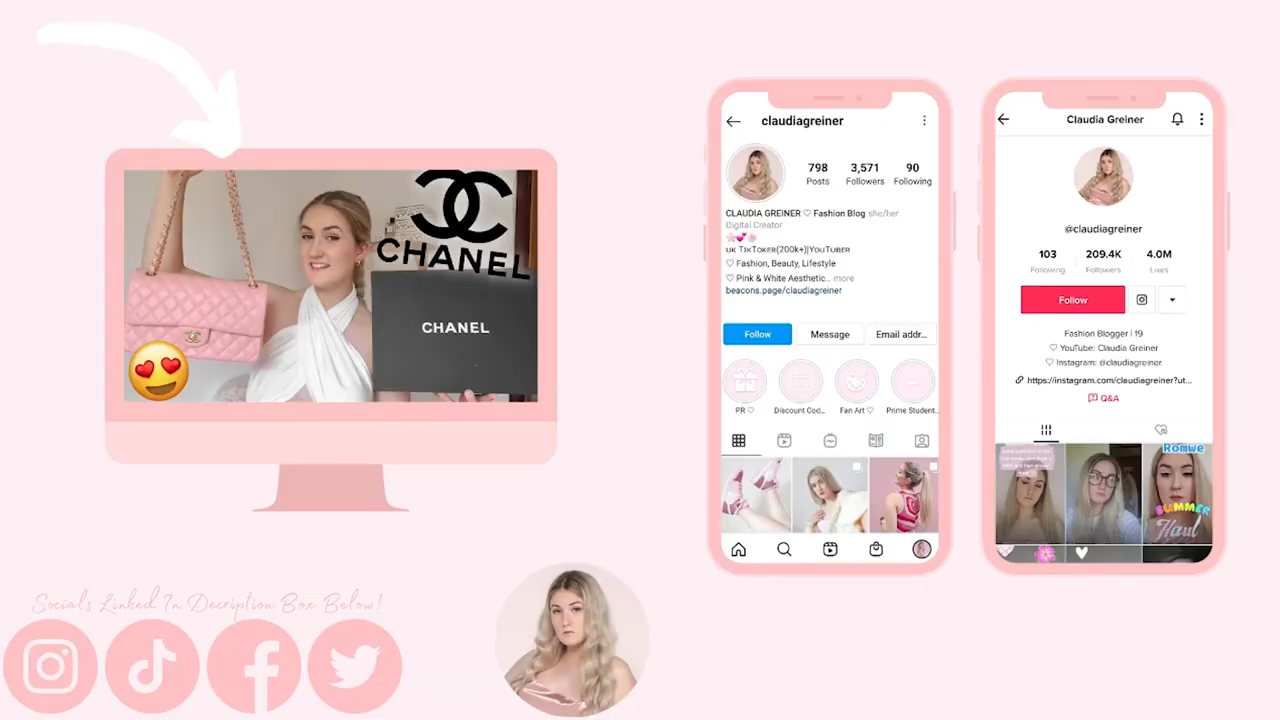 CHANEL
CHANEL
Socials Linked In Decription Box Below!
claudiagreiner
798
3,571
90
Posts
Followers
Following
CLAUDIA GREINER ♡ Fashion Blog she/her
Digital Creator
🌸💕🌸
UK TIKTOKER(200K+)|YOUTUBER
♡ Fashion, Beauty, Lifestyle
♡ Pink & White Aesthetic... more
beacons.page/claudiagreiner
Follow
Message
Email addr...
PR ♡
Discount Cod...
Fan Art ♡
Prime Student...
Claudia Greiner
@claudiagreiner
103
209.4K
4.0M
Following
Followers
Likes
Follow
Fashion Blogger | 19
♡ YouTube: Claudia Greiner
♡ Instagram: @claudiagreiner
https://instagram.com/claudiagreiner?ut...
Q&A
Romwe
SUMMER
Haul